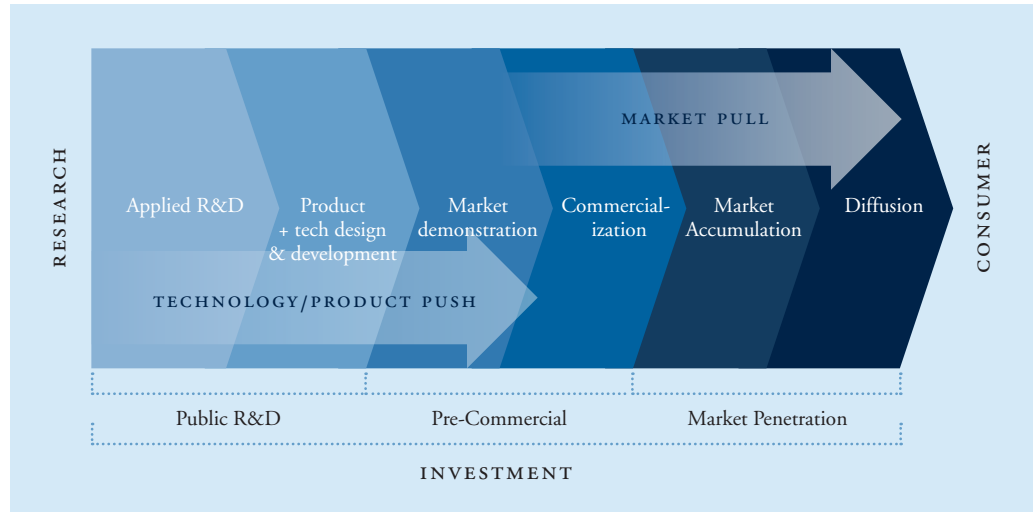 MARKET PULL
RESEARCH
Applied R&D
Product
+ tech design
& development
Market
demonstration
Commercial-
ization
Market
Accumulation
Diffusion
CONSUMER
TECHNOLOGY/PRODUCT PUSH
Public R&D
Pre-Commercial
Market Penetration
INVESTMENT